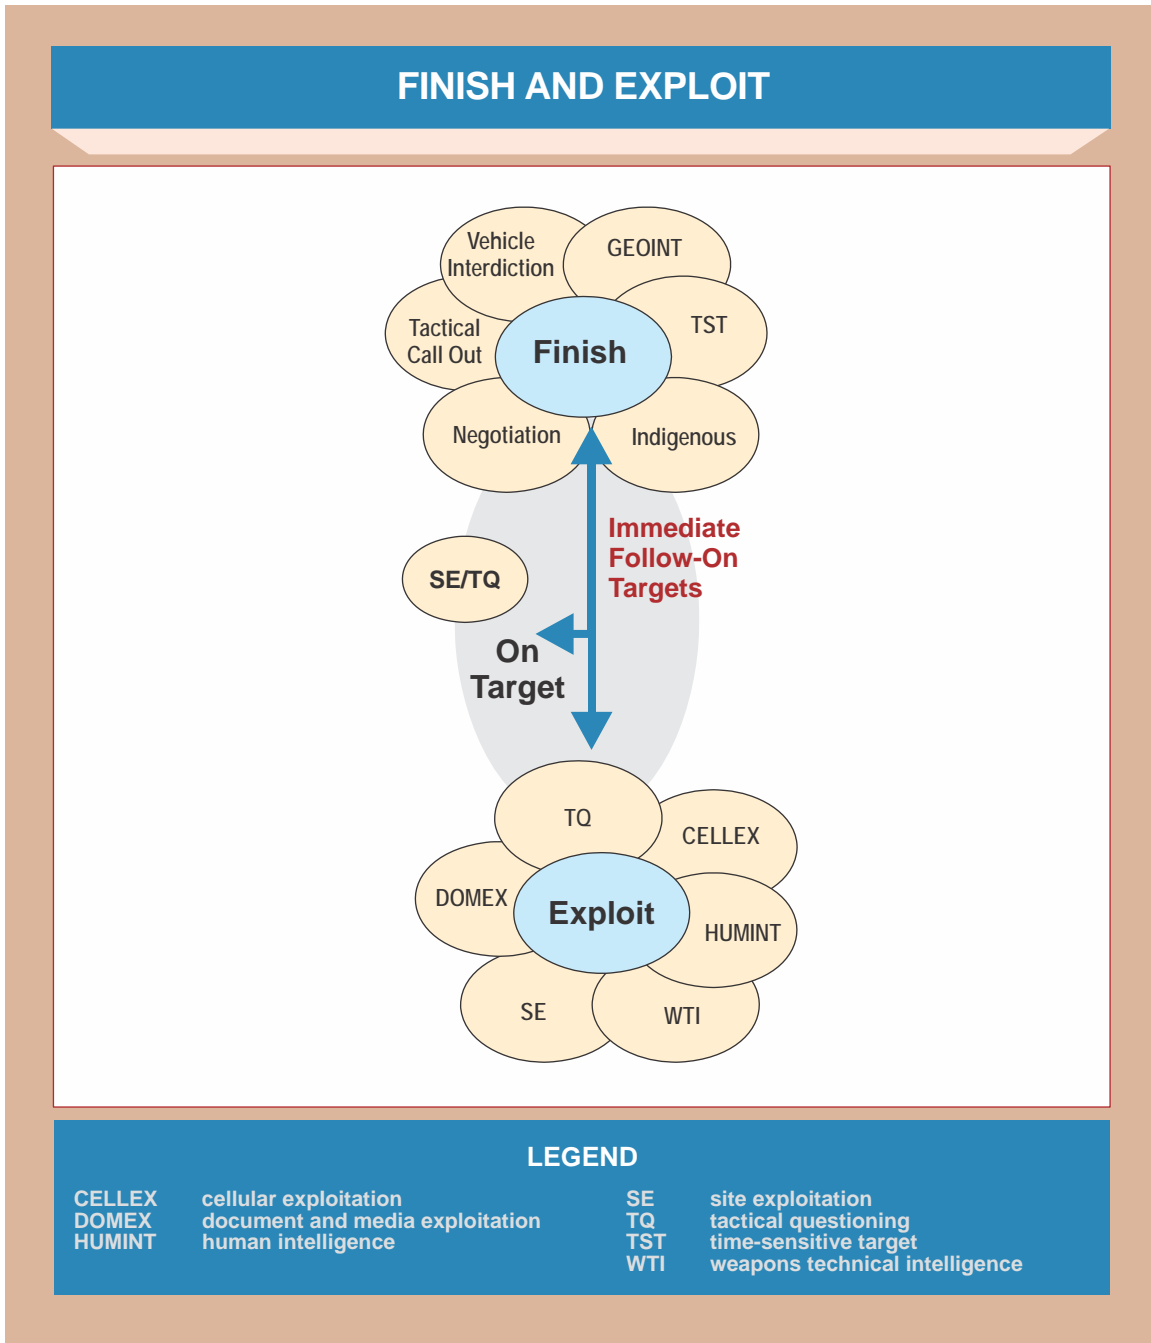 FINISH AND EXPLOIT
Vehicle
Interdiction
GEOINT
Tactical
Call Out
TST
Finish
Negotiation
Indigenous
Immediate
Follow-On
Targets
SE/TQ
On
Target
TQ
CELLEX
DOMEX
Exploit
HUMINT
SE
WTI
LEGEND
CELLEX cellular exploitation
DOMEX document and media exploitation
HUMINT human intelligence
SE site exploitation
TQ tactical questioning
TST time-sensitive target
WTI weapons technical intelligence